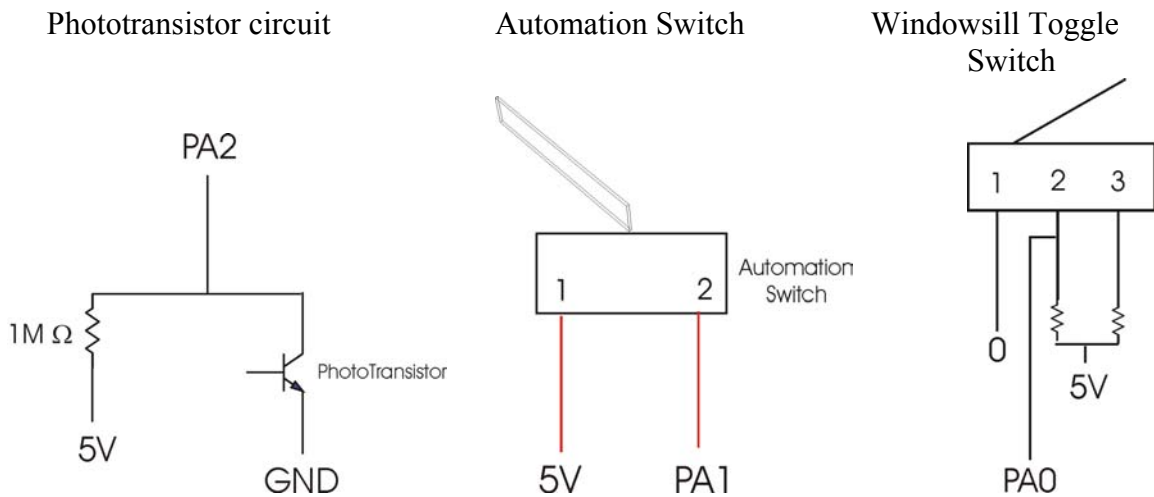 Phototransistor circuit
Automation Switch
Windowsill Toggle
Switch
PA2
1M Ω
5V
PhotoTransistor
GND
1 2
Automation
Switch
5V PA1
1 2 3
0
5V
PA0